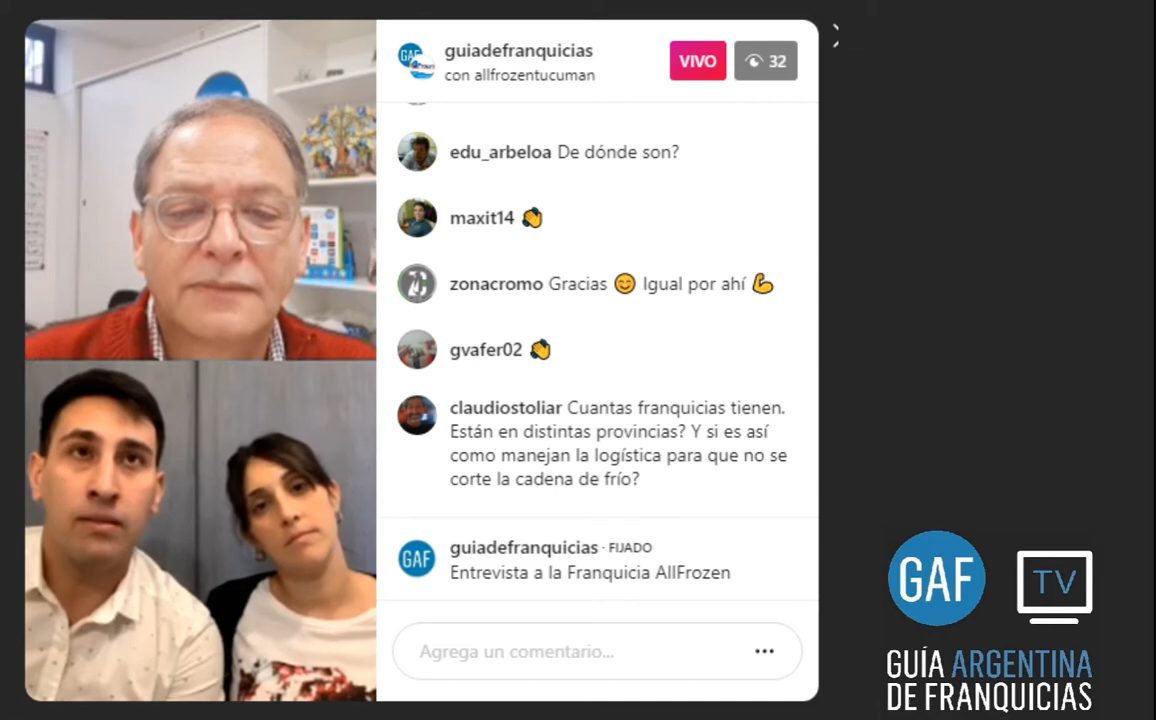 guiadefranquicias
con allfrozentucuman
VIVO
32
edu_arbeloa De dónde son?
maxit14 👏
zonacromo Gracias 😊 Igual por ahí 💪
gvafer02 👏
claudiostoliar Cuantas franquicias tienen.
Están en distintas provincias? Y si es así
como manejan la logística para que no se
corte la cadena de frío?
GAF
guiadefranquicias · FIJADO
Entrevista a la Franquicia AllFrozen
Agrega un comentario...
GAF
TV
GUÍA ARGENTINA
DE FRANQUICIAS